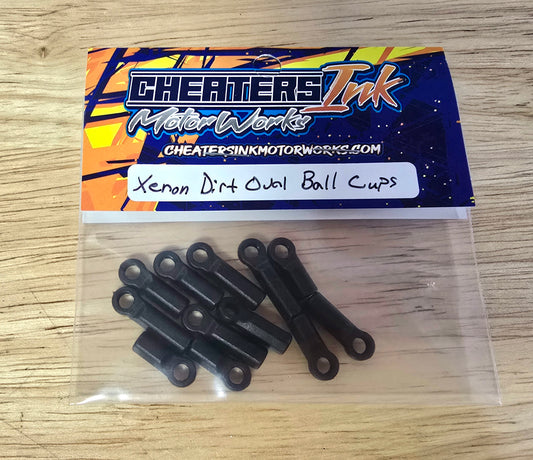 CHEATERS Ink
MotorWorks
CHEATERSINKMOTORWORKS.COM
Xenon Dirt Oval Ball Cups